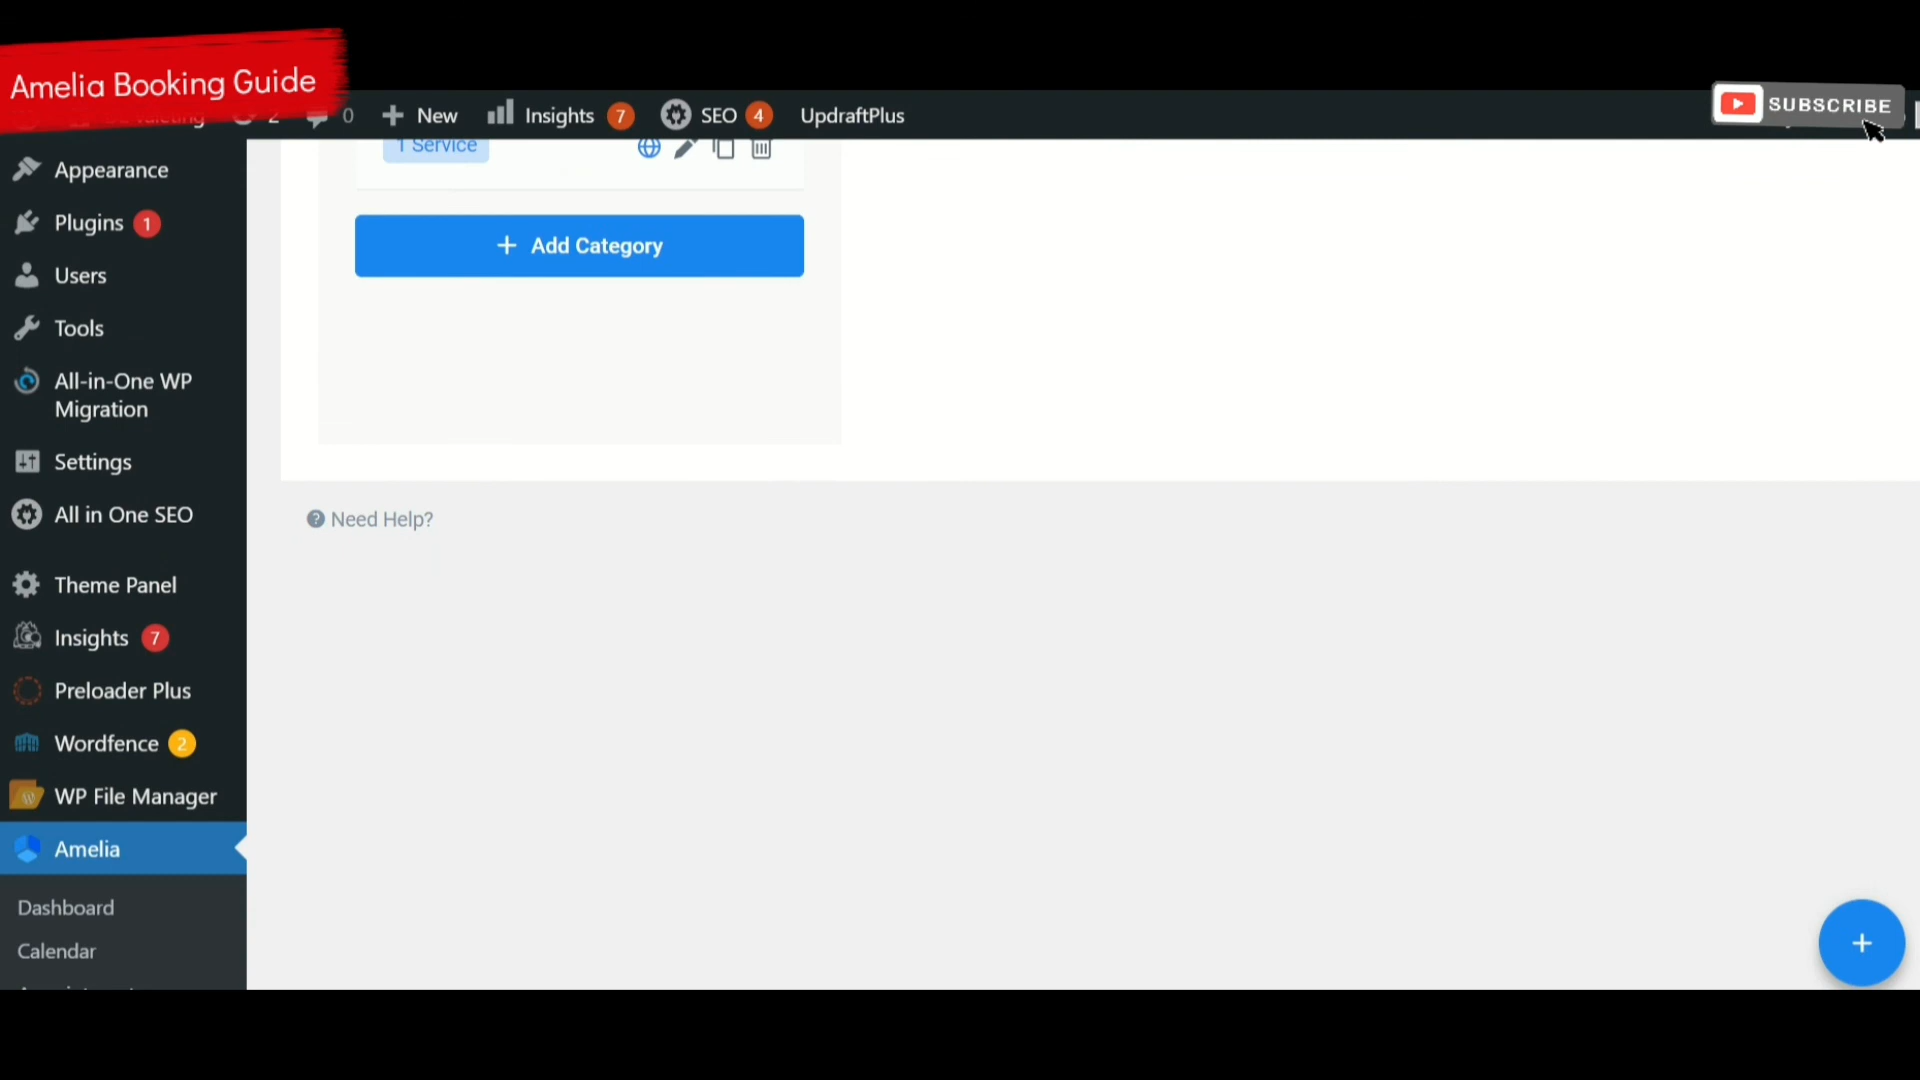 Amelia Booking Guide
2
0
New
Insights 7
SEO 4
UpdraftPlus
SUBSCRIBE
1 Service
+ Add Category
Need Help?
Appearance
Plugins 1
Users
Tools
All-in-One WP
Migration
Settings
All in One SEO
Theme Panel
Insights 7
Preloader Plus
Wordfence 2
WP File Manager
Amelia
Dashboard
Calendar
+